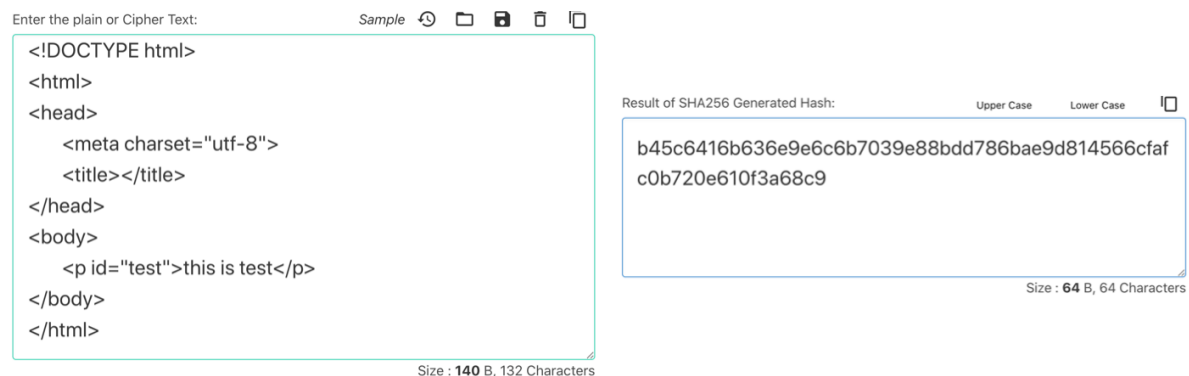 Enter the plain or Cipher Text: Sample
<!DOCTYPE html>
<html>
<head>
<meta charset="utf-8">
<title></title>
</head>
<body>
<p id="test">this is test</p>
</body>
</html>
Size : 140 B, 132 Characters
Result of SHA256 Generated Hash: Upper Case Lower Case
b45c6416b636e9e6c6b7039e88bdd786bae9d814566cfaf
c0b720e610f3a68c9
Size : 64 B, 64 Characters